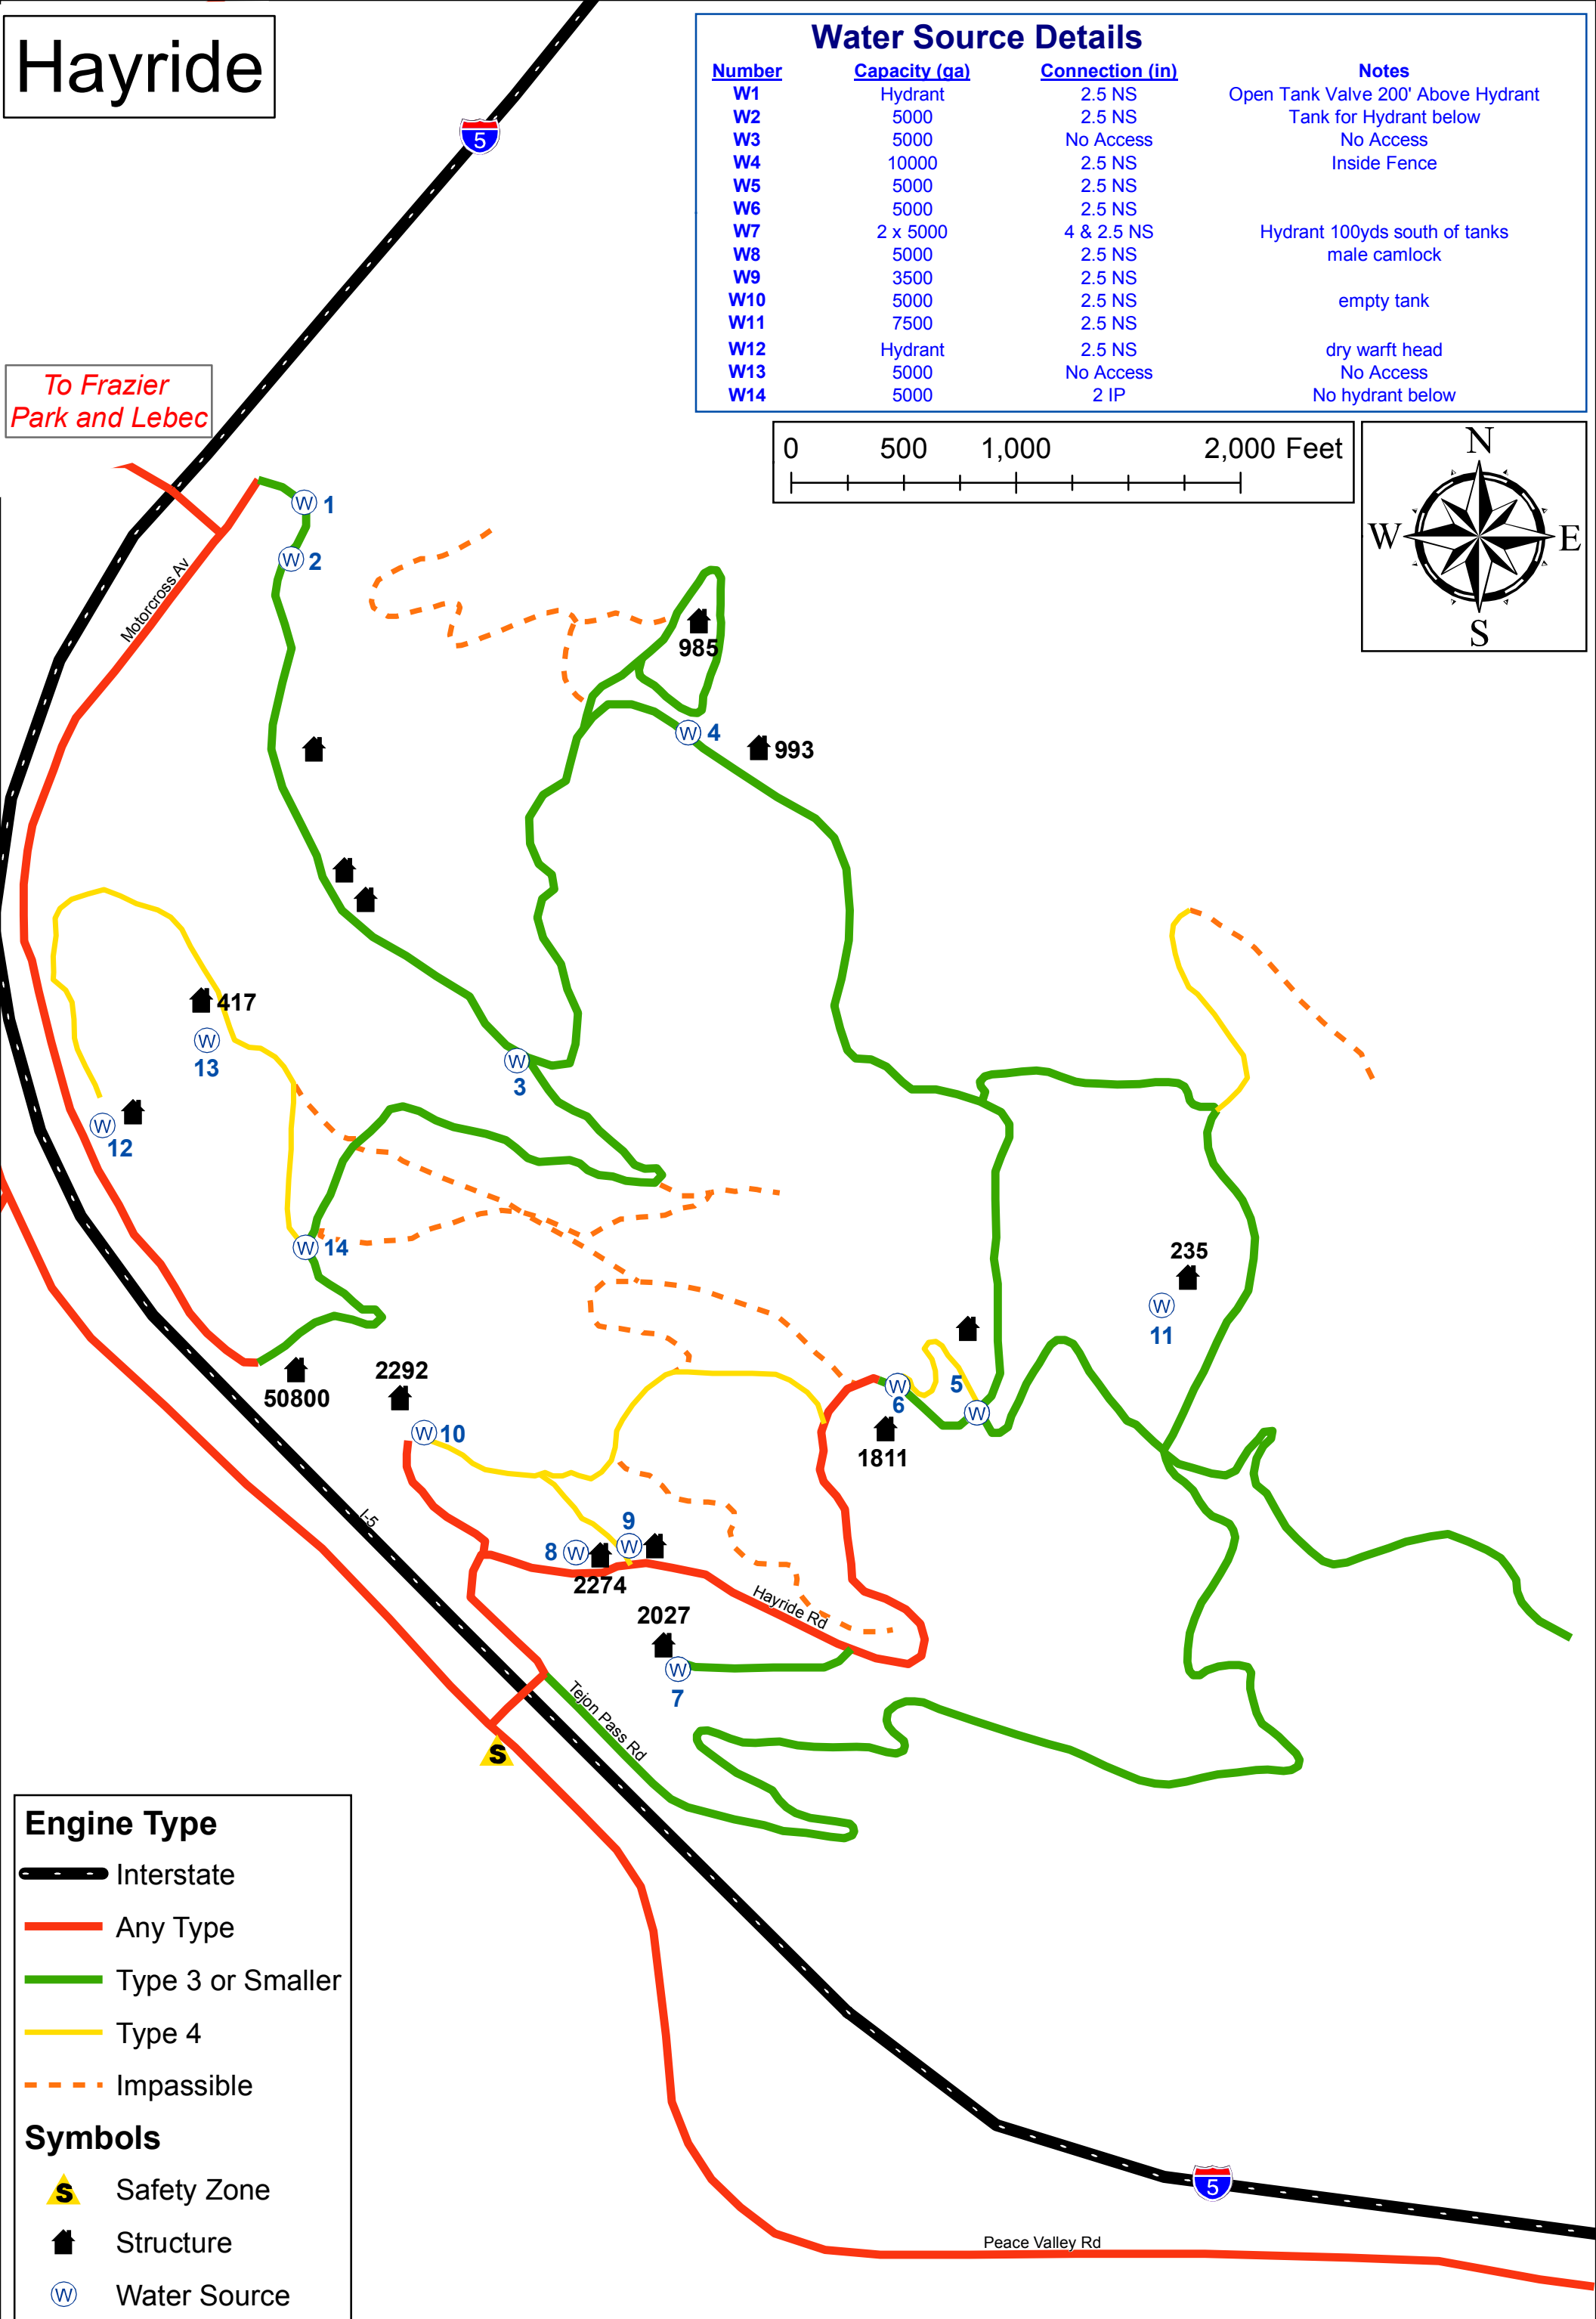 Hayride
5
Water Source Details
Number Capacity (ga) Connection (in) Notes
W1 Hydrant 2.5 NS Open Tank Valve 200' Above Hydrant
W2 5000 2.5 NS Tank for Hydrant below
W3 5000 No Access No Access
W4 10000 2.5 NS Inside Fence
W5 5000 2.5 NS
W6 5000 2.5 NS
W7 2 x 5000 4 & 2.5 NS Hydrant 100yds south of tanks
W8 5000 2.5 NS male camlock
W9 3500 2.5 NS
W10 5000 2.5 NS empty tank
W11 7500 2.5 NS
W12 Hydrant 2.5 NS dry warft head
W13 5000 No Access No Access
W14 5000 2 IP No hydrant below
To Frazier
Park and Lebec
0 500 1,000 2,000 Feet
N
W E
S
W 1
W 2
Motorcross Av
985
W 4
993
417
W
13
W
3
W
12
W 14
235
W
11
50800
2292
W 10
5
W
6
W
1811
I-5
9
8 W W
2274
Hayride Rd
2027
W
7
Tejon Pass Rd
S
Engine Type
Interstate
Any Type
Type 3 or Smaller
Type 4
Impassible
Symbols
S Safety Zone
Structure
W Water Source
5
Peace Valley Rd